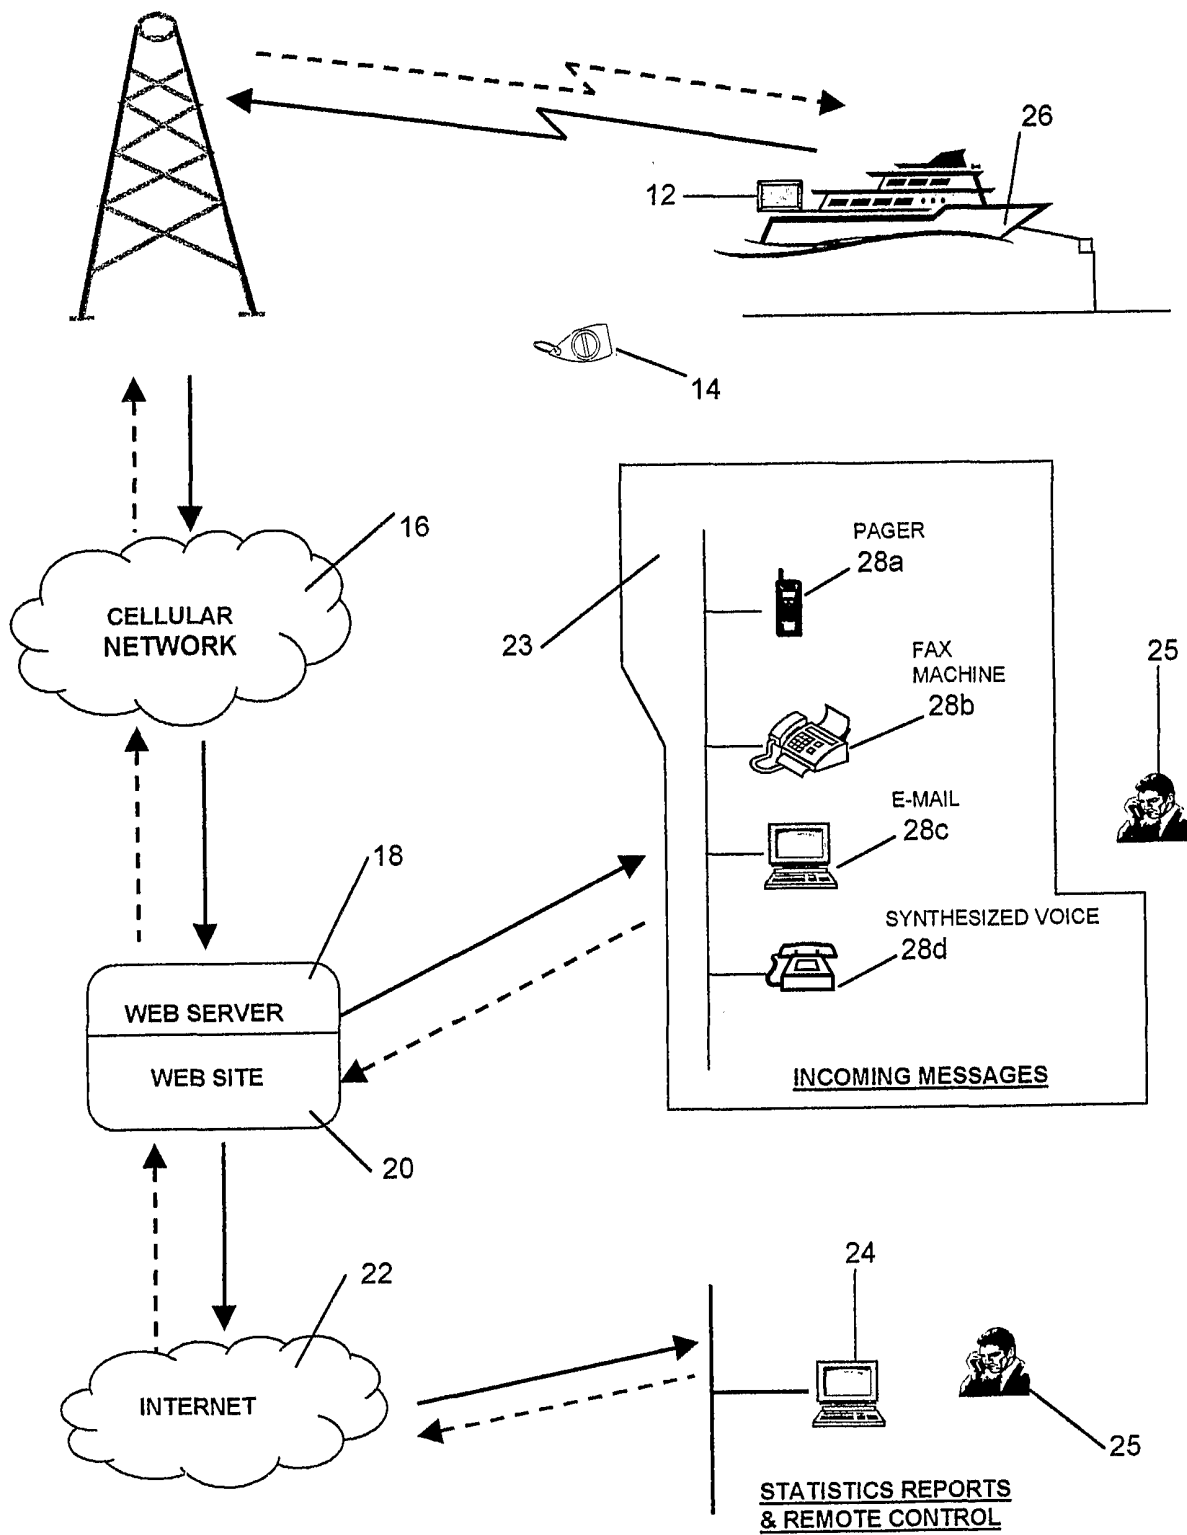 26
12
14
16
CELLULAR
NETWORK
PAGER
28a
23
FAX
MACHINE
28b
25
E-MAIL
28c
18
SYNTHESIZED VOICE
28d
WEB SERVER
WEB SITE
INCOMING MESSAGES
20
24
22
INTERNET
25
STATISTICS REPORTS
& REMOTE CONTROL